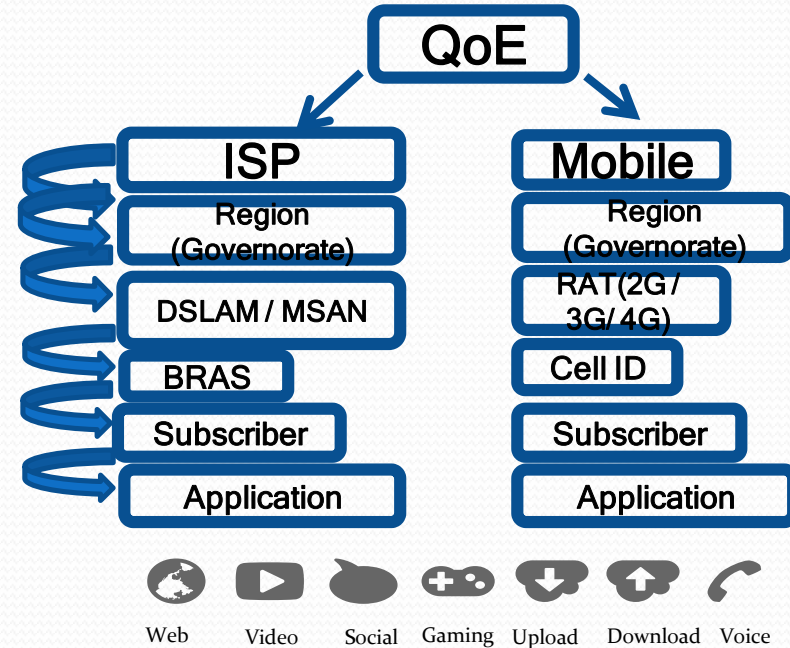 QoE
ISP
Region
(Governorate)
DSLAM / MSAN
BRAS
Subscriber
Application
Mobile
Region
(Governorate)
RAT(2G /
3G/ 4G)
Cell ID
Subscriber
Application
Web Video Social Gaming Upload Download Voice